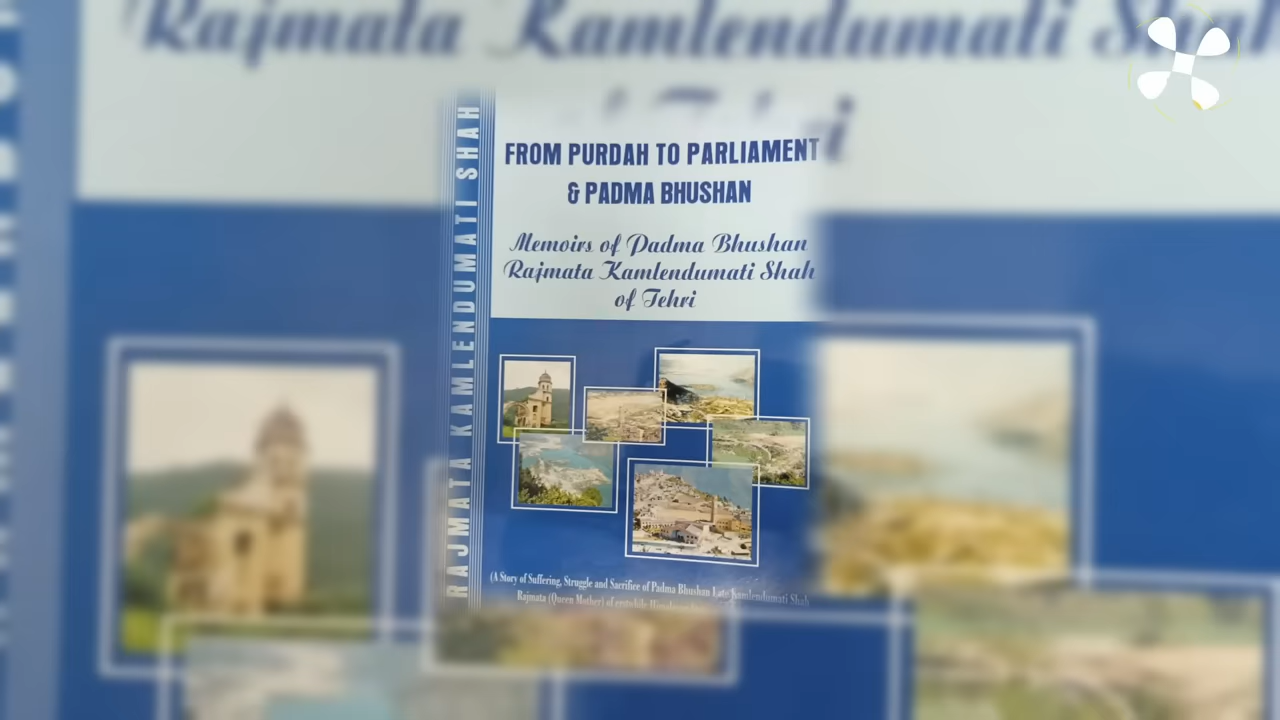 Rajmata Kamlendumati Shah
RAJMATA KAMLENDUMATI SHAH
FROM PURDAH TO PARLIAMENT
& PADMA BHUSHAN
Memoirs of Padma Bhushan
Rajmata Kamlendumati Shah
of Tehri
(A Story of Suffering, Struggle and Sacrifice of Padma Bhushan Late Kamlendumati Shah
Rajmata (Queen Mother) of